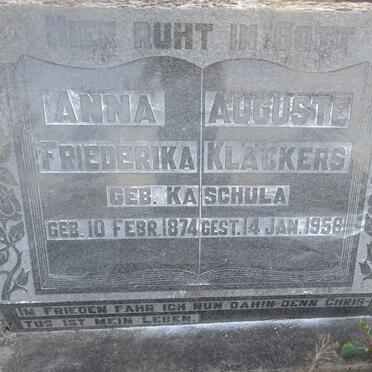 HIER RUHT IN GOTT
ANNA AUGUSTE
FRIEDERIKA KLACKERS
GEB. KASCHULA
GEB. 10 FEBR. 1874 GEST. 14 JAN. 1958
IM FRIEDEN FAHR ICH NUN DAHIN DENN CHRIS-
TUS IST MEIN LEBEN.